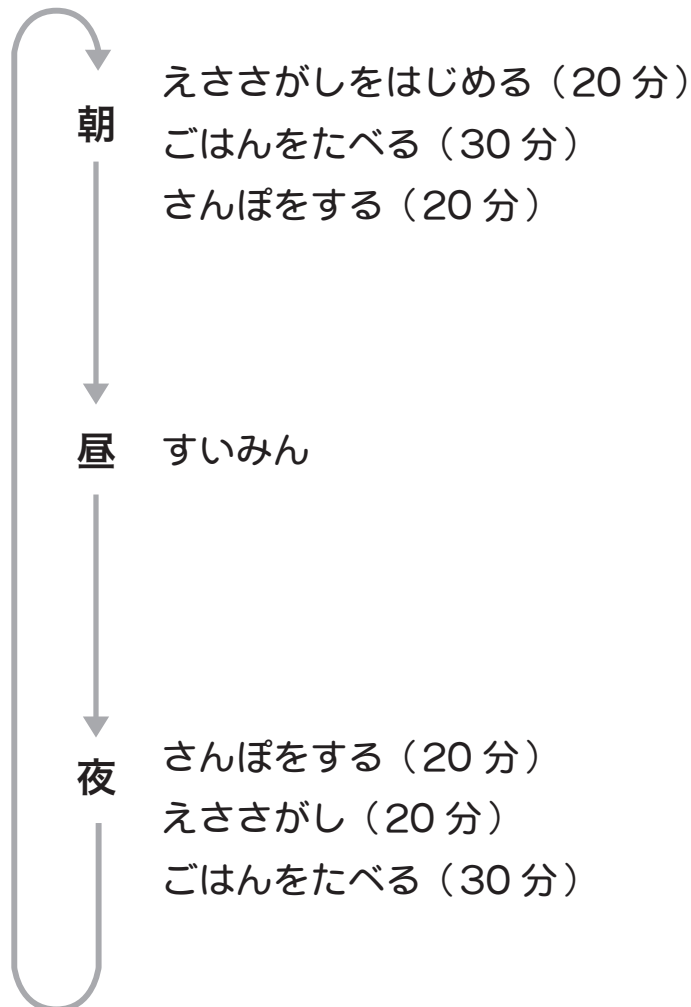 朝
えささがしをはじめる（20 分）
ごはんをたべる（30 分）
さんぽをする（20 分）
昼 すいみん
夜
さんぽをする（20 分）
えささがし（20 分）
ごはんをたべる（30 分）